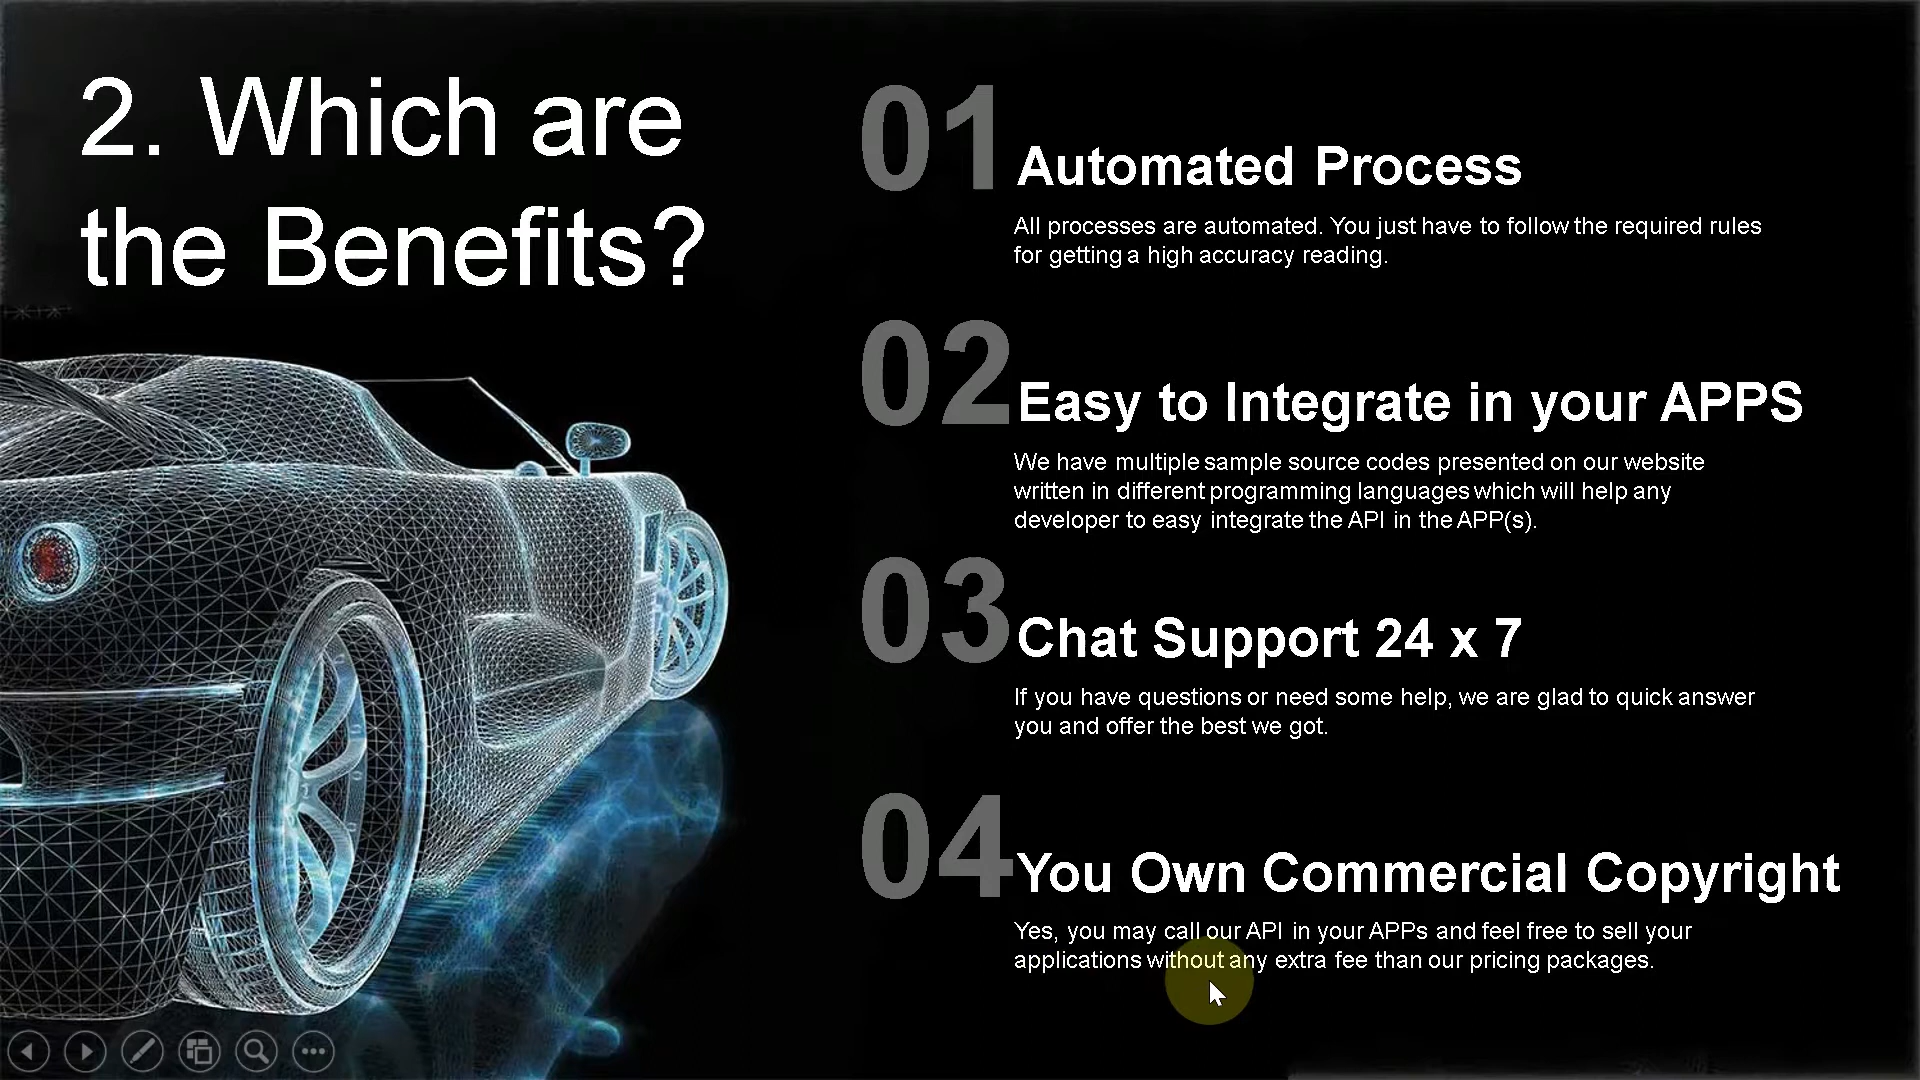 2. Which are
the Benefits?
01
Automated Process
All processes are automated. You just have to follow the required rules
for getting a high accuracy reading.
02
Easy to Integrate in your APPS
We have multiple sample source codes presented on our website
written in different programming languages which will help any
developer to easy integrate the API in the APP(s).
03
Chat Support 24 x 7
If you have questions or need some help, we are glad to quick answer
you and offer the best we got.
04
You Own Commercial Copyright
Yes, you may call our API in your APPs and feel free to sell your
applications without any extra fee than our pricing packages.